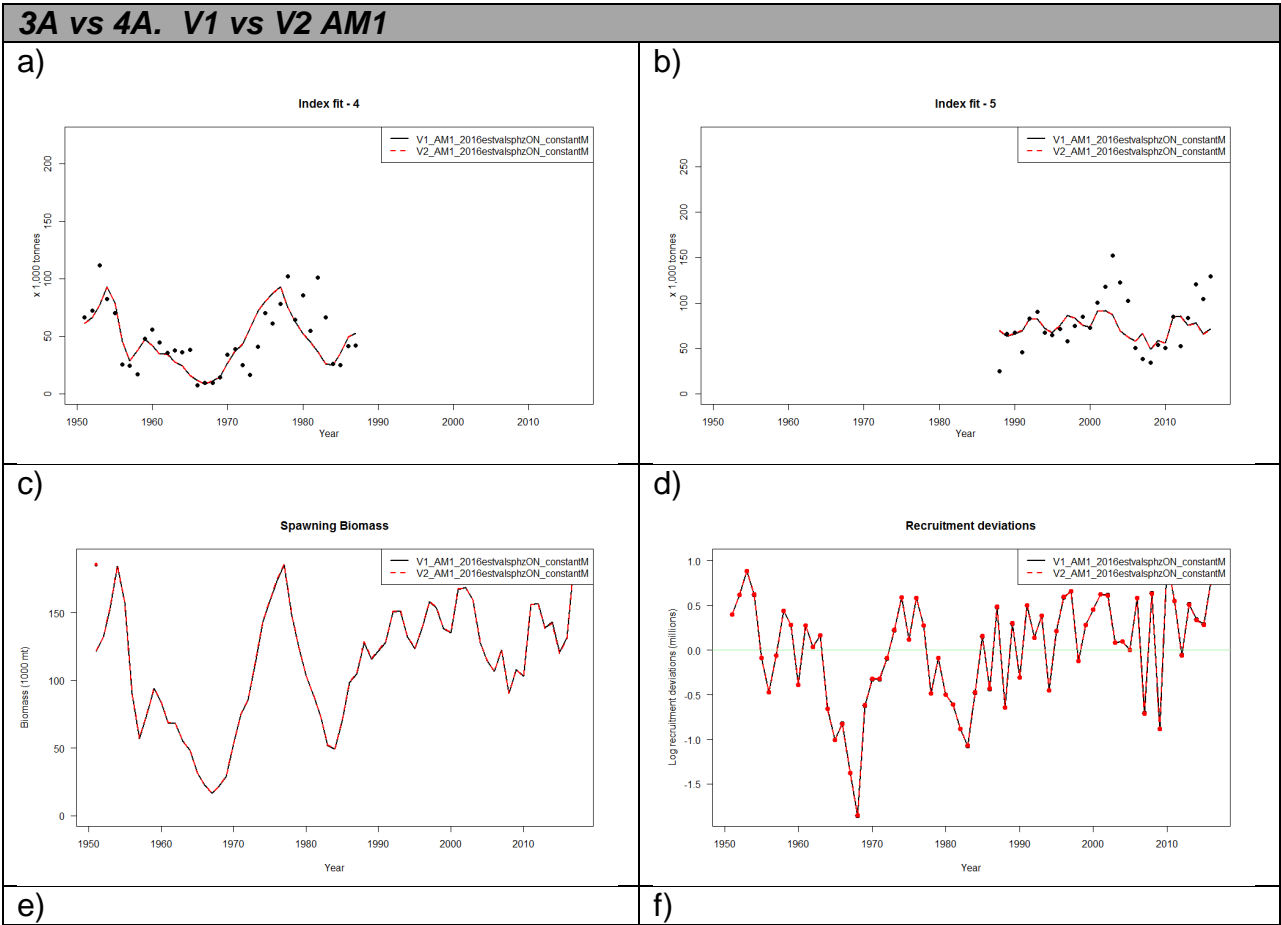 3A vs 4A. V1 vs V2 AM1
a)
Index fit - 4
V1_AM1_2016estvalsphzON_constantM
V2_AM1_2016estvalsphzON_constantM
x 1,000 tonnes
200
150
100
50
0
1950 1960 1970 1980 1990 2000 2010
Year
b)
Index fit - 5
V1_AM1_2016estvalsphzON_constantM
V2_AM1_2016estvalsphzON_constantM
x 1,000 tonnes
250
200
150
100
50
0
1950 1960 1970 1980 1990 2000 2010
Year
c)
Spawning Biomass
V1_AM1_2016estvalsphzON_constantM
V2_AM1_2016estvalsphzON_constantM
Biomass (1000 mt)
150
100
50
0
1950 1960 1970 1980 1990 2000 2010
Year
d)
Recruitment deviations
V1_AM1_2016estvalsphzON_constantM
V2_AM1_2016estvalsphzON_constantM
Log recruitment deviations (millions)
1.0
0.5
0.0
-0.5
-1.0
-1.5
1950 1960 1970 1980 1990 2000 2010
Year
e)
f)